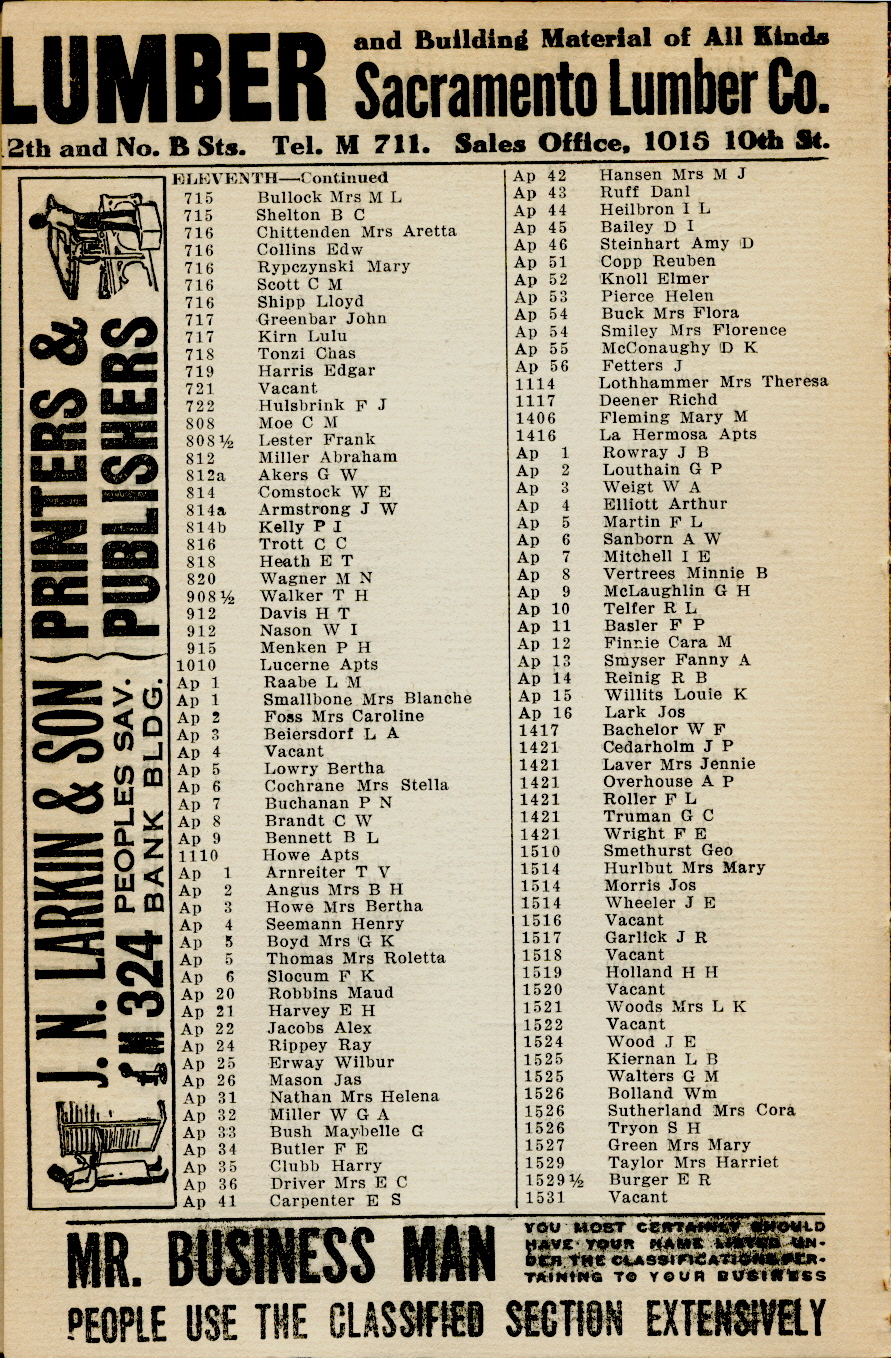 LUMBER and Building Material of All Kinds
Sacramento Lumber Co.
2th and No. B Sts. Tel. M 711. Sales Office, 1015 10th St.
PRINTERS &
PUBLISHERS
J. N. LARKIN & SON
PEOPLES SAV.
BANK BLDG.
M 324
ELEVENTH—Continued
715 Bullock Mrs M L
715 Shelton B C
716 Chittenden Mrs Aretta
716 Collins Edw
716 Rypczynski Mary
716 Scott C M
716 Shipp Lloyd
717 Greenbar John
717 Kirn Lulu
718 Tonzi Chas
719 Harris Edgar
721 Vacant
722 Hulsbrink F J
808 Moe C M
808½ Lester Frank
812 Miller Abraham
812a Akers G W
814 Comstock W E
814a Armstrong J W
814b Kelly P I
816 Trott C C
818 Heath E T
820 Wagner M N
908½ Walker T H
912 Davis H T
912 Nason W I
915 Menken P H
1010 Lucerne Apts
Ap 1 Raabe L M
Ap 1 Smallbone Mrs Blanche
Ap 2 Foss Mrs Caroline
Ap 3 Beiersdorf L A
Ap 4 Vacant
Ap 5 Lowry Bertha
Ap 6 Cochrane Mrs Stella
Ap 7 Buchanan P N
Ap 8 Brandt C W
Ap 9 Bennett B L
1110 Howe Apts
Ap 1 Arnreiter T V
Ap 2 Angus Mrs B H
Ap 3 Howe Mrs Bertha
Ap 4 Seemann Henry
Ap 5 Boyd Mrs G K
Ap 5 Thomas Mrs Roletta
Ap 6 Slocum F K
Ap 20 Robbins Maud
Ap 21 Harvey E H
Ap 22 Jacobs Alex
Ap 24 Rippey Ray
Ap 25 Erway Wilbur
Ap 26 Mason Jas
Ap 31 Nathan Mrs Helena
Ap 32 Miller W G A
Ap 33 Bush Maybelle G
Ap 34 Butler F E
Ap 35 Clubb Harry
Ap 36 Driver Mrs E C
Ap 41 Carpenter E S
Ap 42 Hansen Mrs M J
Ap 43 Ruff Danl
Ap 44 Heilbron I L
Ap 45 Bailey D I
Ap 46 Steinhart Amy D
Ap 51 Copp Reuben
Ap 52 Knoll Elmer
Ap 53 Pierce Helen
Ap 54 Buck Mrs Flora
Ap 54 Smiley Mrs Florence
Ap 55 McConaughy D K
Ap 56 Fetters J
1114 Lothhammer Mrs Theresa
1117 Deener Richd
1406 Fleming Mary M
1416 La Hermosa Apts
Ap 1 Rowray J B
Ap 2 Louthain G P
Ap 3 Weigt W A
Ap 4 Elliott Arthur
Ap 5 Martin F L
Ap 6 Sanborn A W
Ap 7 Mitchell I E
Ap 8 Vertrees Minnie B
Ap 9 McLaughlin G H
Ap 10 Telfer R L
Ap 11 Basler F P
Ap 12 Finnie Cara M
Ap 13 Smyser Fanny A
Ap 14 Reinig R B
Ap 15 Willits Louie K
Ap 16 Lark Jos
1417 Bachelor W F
1421 Cedarholm J P
1421 Laver Mrs Jennie
1421 Overhouse A P
1421 Roller F L
1421 Truman G C
1421 Wright F E
1510 Smethurst Geo
1514 Hurlbut Mrs Mary
1514 Morris Jos
1514 Wheeler J E
1516 Vacant
1517 Garlick J R
1518 Vacant
1519 Holland H H
1520 Vacant
1521 Woods Mrs L K
1522 Vacant
1524 Wood J E
1525 Kiernan L B
1525 Walters G M
1526 Bolland Wm
1526 Sutherland Mrs Cora
1526 Tryon S H
1527 Green Mrs Mary
1529 Taylor Mrs Harriet
1529½ Burger E R
1531 Vacant
MR. BUSINESS MAN
YOU MOST CERTAINLY SHOULD
HAVE YOUR NAME LISTED UN-
DER THE CLASSIFICATIONS PER-
TAINING TO YOUR BUSINESS
PEOPLE USE THE CLASSIFIED SECTION EXTENSIVELY